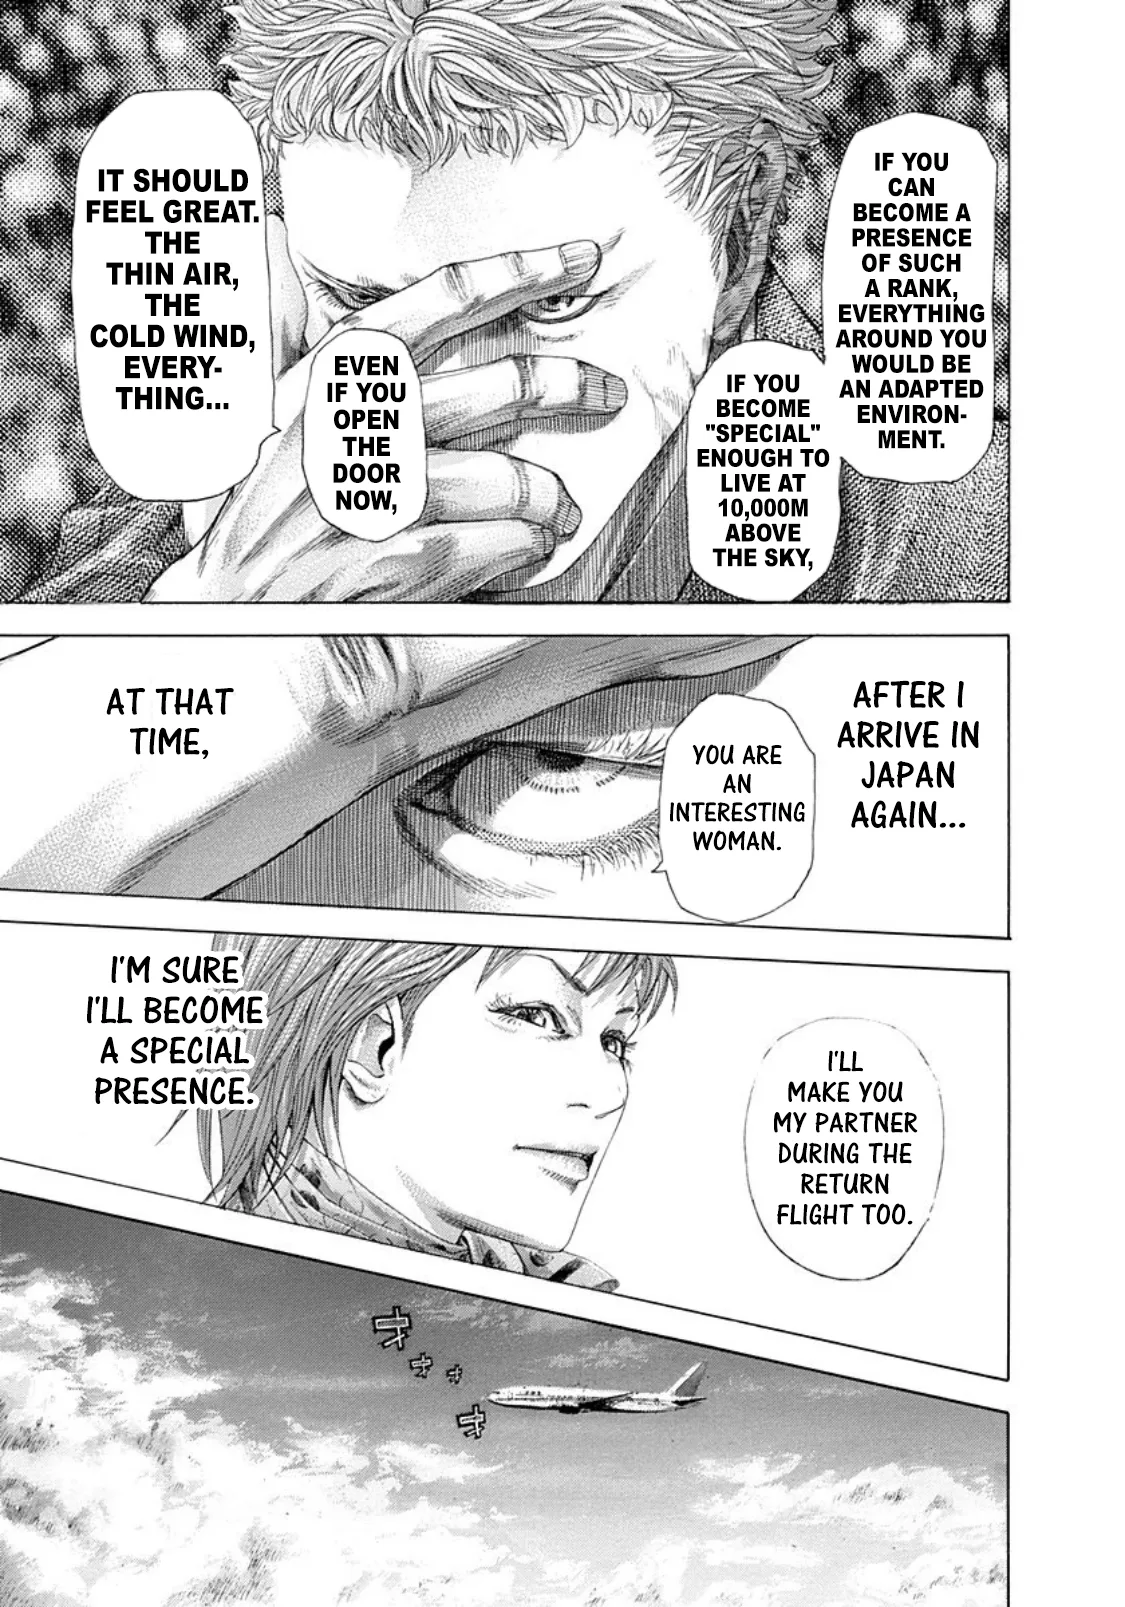 IF YOU
CAN
BECOME A
PRESENCE
OF SUCH
A RANK,
EVERYTHING
AROUND YOU
WOULD BE
AN ADAPTED
ENVIRON-
MENT.
IF YOU
BECOME
"SPECIAL"
ENOUGH TO
LIVE AT
10,000M
ABOVE
THE SKY,
EVEN
IF YOU
OPEN
THE
DOOR
NOW,
IT SHOULD
FEEL GREAT.
THE
THIN AIR,
THE
COLD WIND,
EVERY-
THING...
AFTER I
ARRIVE IN
JAPAN
AGAIN...
YOU ARE
AN
INTERESTING
WOMAN.
AT THAT
TIME,
I'LL
MAKE YOU
MY PARTNER
DURING THE
RETURN
FLIGHT TOO.
I'M SURE
I'LL BECOME
A SPECIAL
PRESENCE.
オ
オ
オ
オ